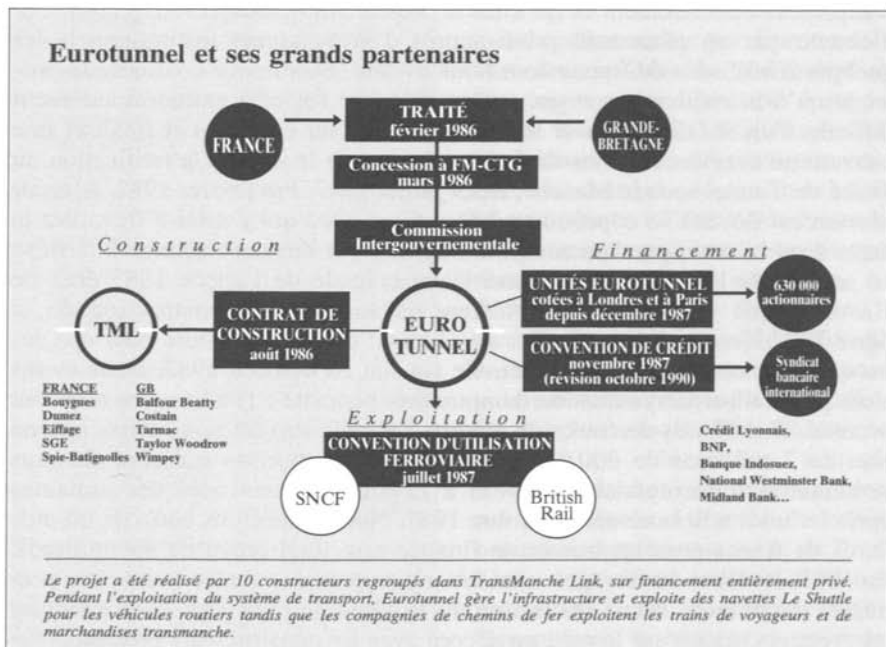 Eurotunnel et ses grands partenaires
FRANCE
TRAITÉ
février 1986
GRANDE-
BRETAGNE
Concession à FM-CTG
mars 1986
Commission
Intergouvernementale
Construction
Financement
TML
CONTRAT DE
CONSTRUCTION
août 1986
EURO
TUNNEL
UNITÉS EUROTUNNEL
cotées à Londres et à Paris
depuis décembre 1987
630 000
actionnaires
CONVENTION DE CRÉDIT
novembre 1987
(révision octobre 1990)
Syndicat
bancaire
international
FRANCE GB
Bouygues Balfour Beatty
Dumez Costain
Eiffage Tarmac
SGE Taylor Woodrow
Spie-Batignolles Wimpey
Crédit Lyonnais,
BNP,
Banque Indosuez,
National Westminster Bank,
Midland Bank.
Exploitation
CONVENTION D'UTILISATION
FERROVIAIRE
juillet 1987
SNCF
British
Rail
Le projet a été réalisé par 10 constructeurs regroupés dans TransManche Link, sur financement entièrement privé.
Pendant l'exploitation du système de transport, Eurotunnel gère l'infrastructure et exploite des navettes Le Shuttle
pour les véhicules routiers tandis que les compagnies de chemins de fer exploitent les trains de voyageurs et de
marchandises transmanche.